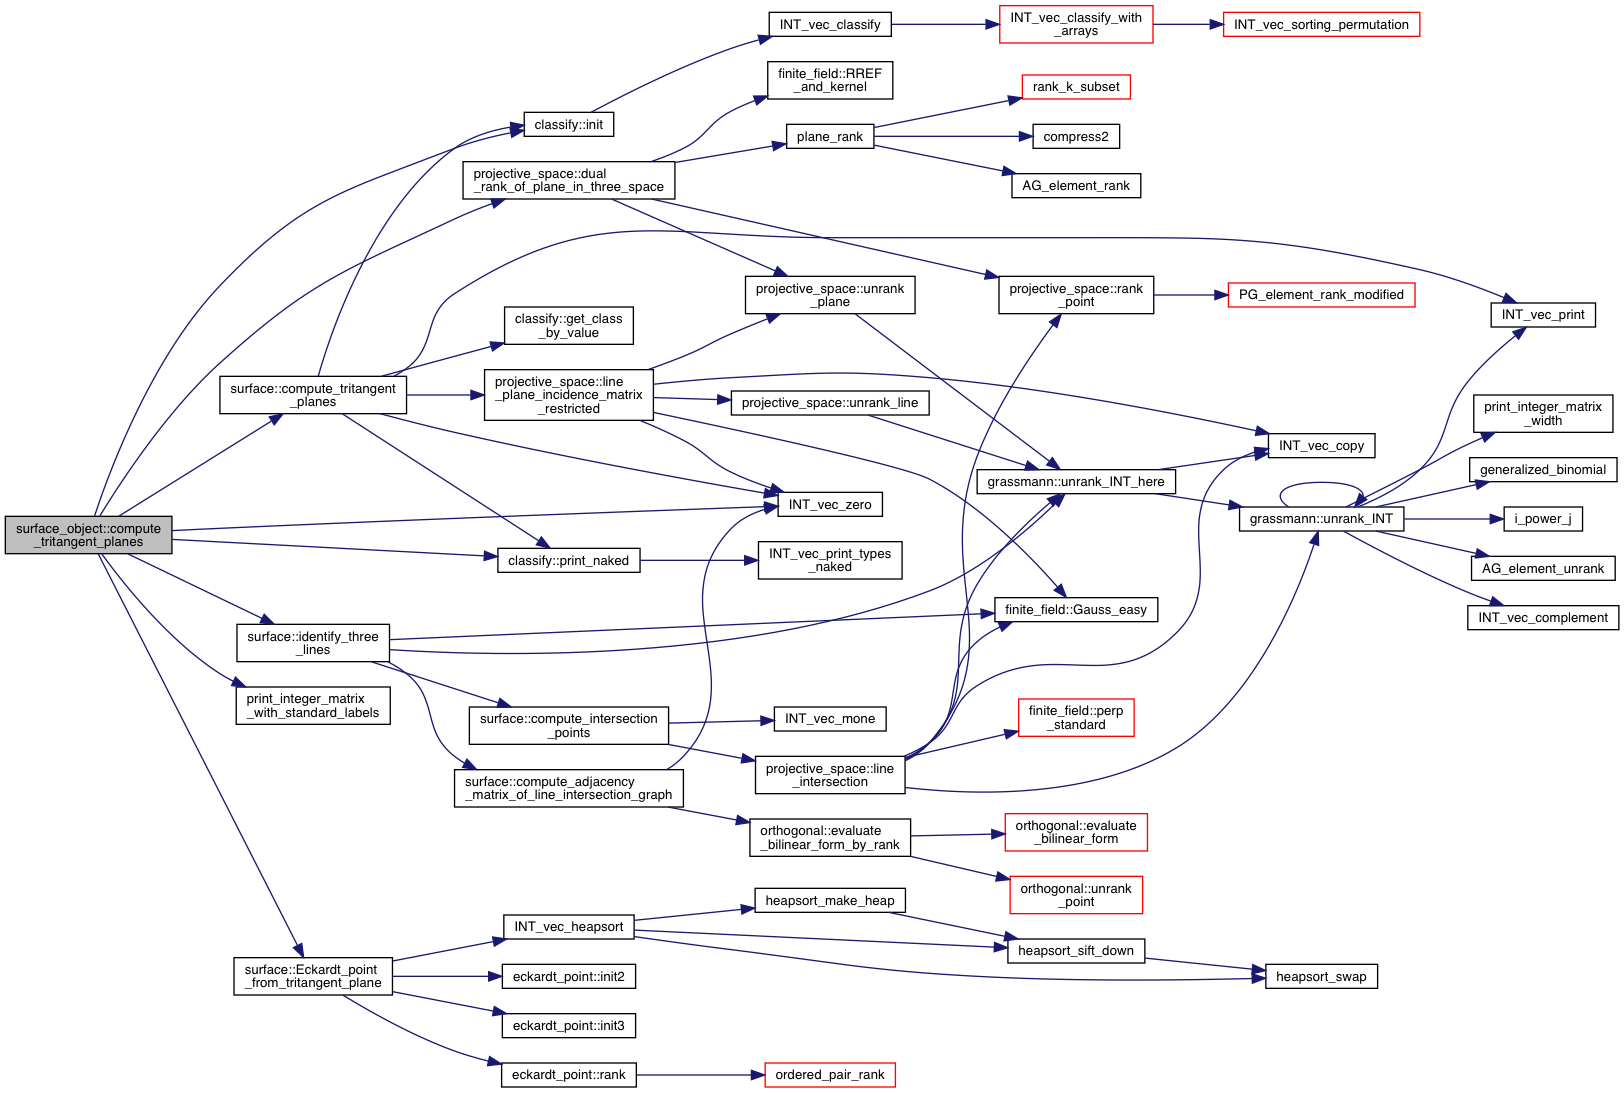 surface_object::compute
_tritangent_planes
surface::compute_tritangent
_planes
surface::identify_three
_lines
print_integer_matrix
_with_standard_labels
surface::Eckardt_point
_from_tritangent_plane
classify::init
projective_space::dual
_rank_of_plane_in_three_space
classify::get_class
_by_value
projective_space::line
_plane_incidence_matrix
_restricted
classify::print_naked
surface::compute_intersection
_points
surface::compute_adjacency
_matrix_of_line_intersection_graph
INT_vec_heapsort
eckardt_point::init2
eckardt_point::init3
eckardt_point::rank
INT_vec_classify
finite_field::RREF
_and_kernel
plane_rank
projective_space::unrank
_plane
projective_space::unrank_line
INT_vec_zero
INT_vec_print_types
_naked
INT_vec_mone
projective_space::line
_intersection
orthogonal::evaluate
_bilinear_form_by_rank
heapsort_make_heap
ordered_pair_rank
INT_vec_classify_with
_arrays
rank_k_subset
compress2
AG_element_rank
projective_space::rank
_point
grassmann::unrank_INT_here
finite_field::Gauss_easy
finite_field::perp
_standard
orthogonal::evaluate
_bilinear_form
orthogonal::unrank
_point
heapsort_sift_down
INT_vec_sorting_permutation
PG_element_rank_modified
INT_vec_copy
grassmann::unrank_INT
heapsort_swap
INT_vec_print
print_integer_matrix
_width
generalized_binomial
i_power_j
AG_element_unrank
INT_vec_complement